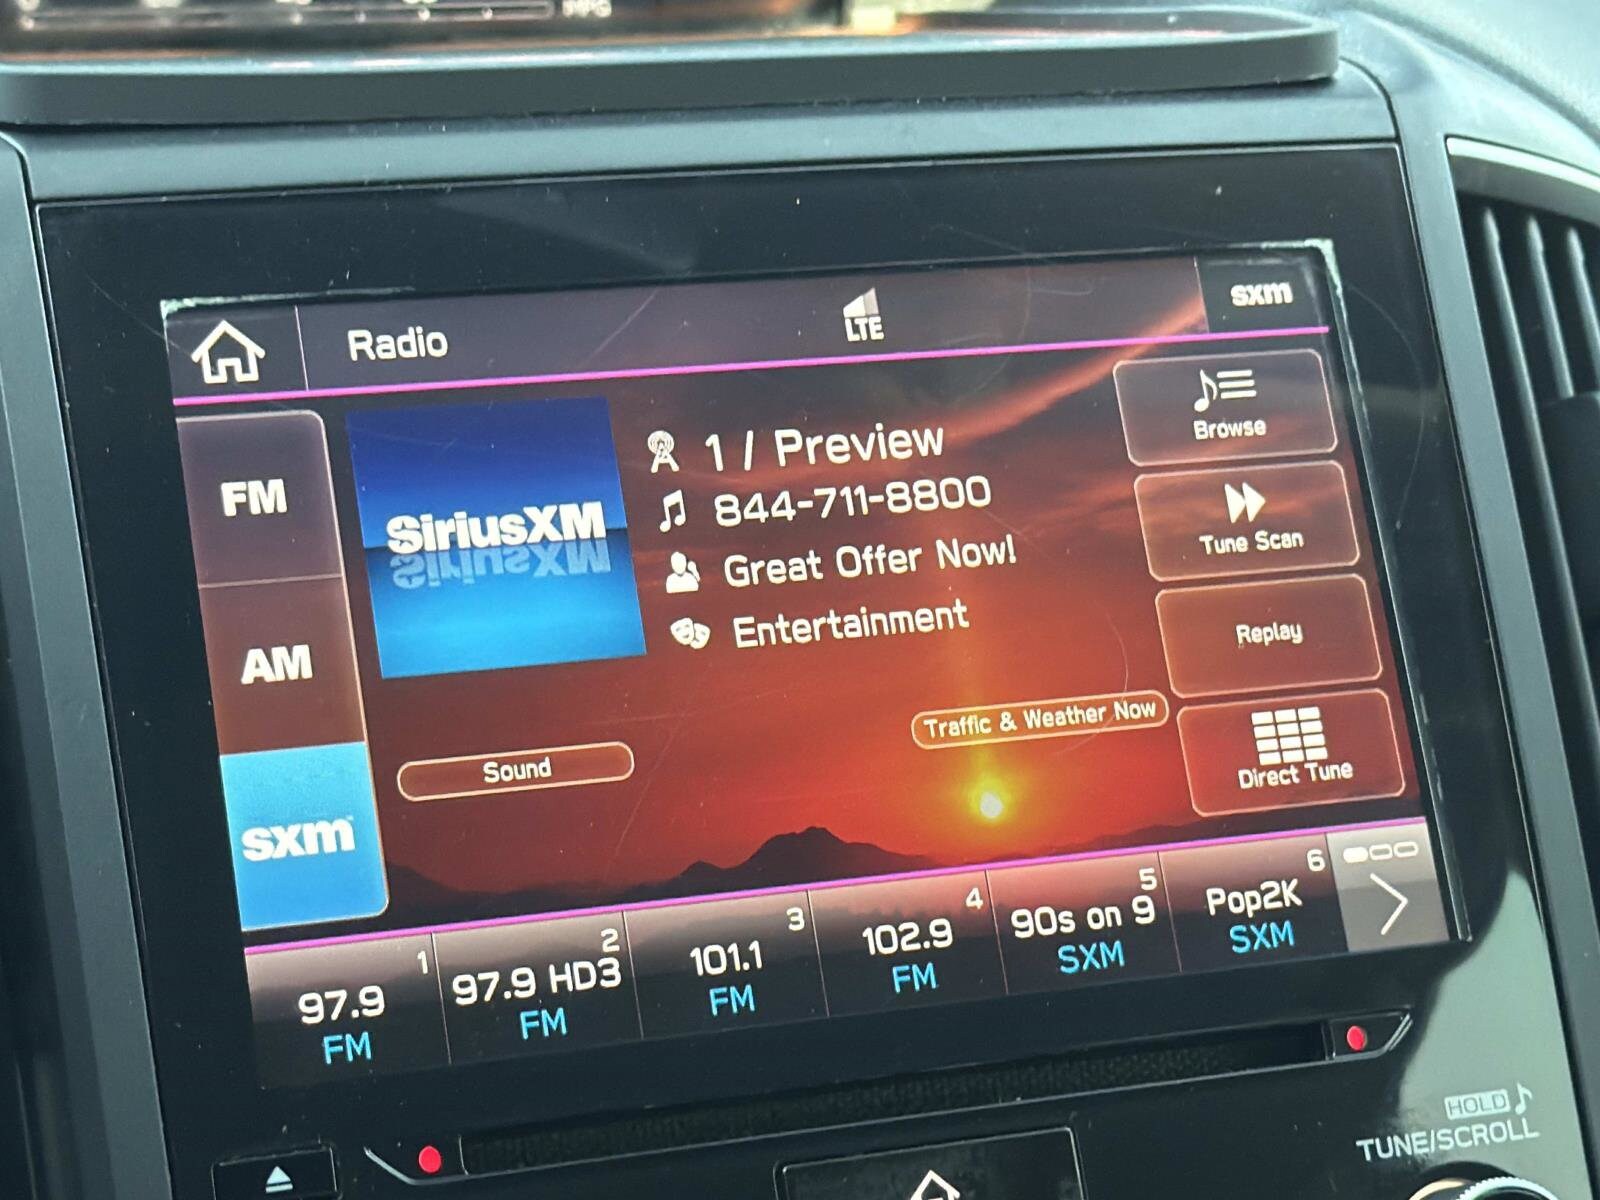 INFO
Radio
LTE
sxm
FM
AM
sxm
SiriusXM
1 / Preview
844-711-8800
Great Offer Now!
Entertainment
Browse
Tune Scan
Replay
Direct Tune
Traffic & Weather Now
Sound
1
97.9
FM
2
97.9 HD3
FM
3
101.1
FM
4
102.9
FM
5
90s on 9
SXM
6
Pop2K
SXM
HOLD
TUNE/SCROLL